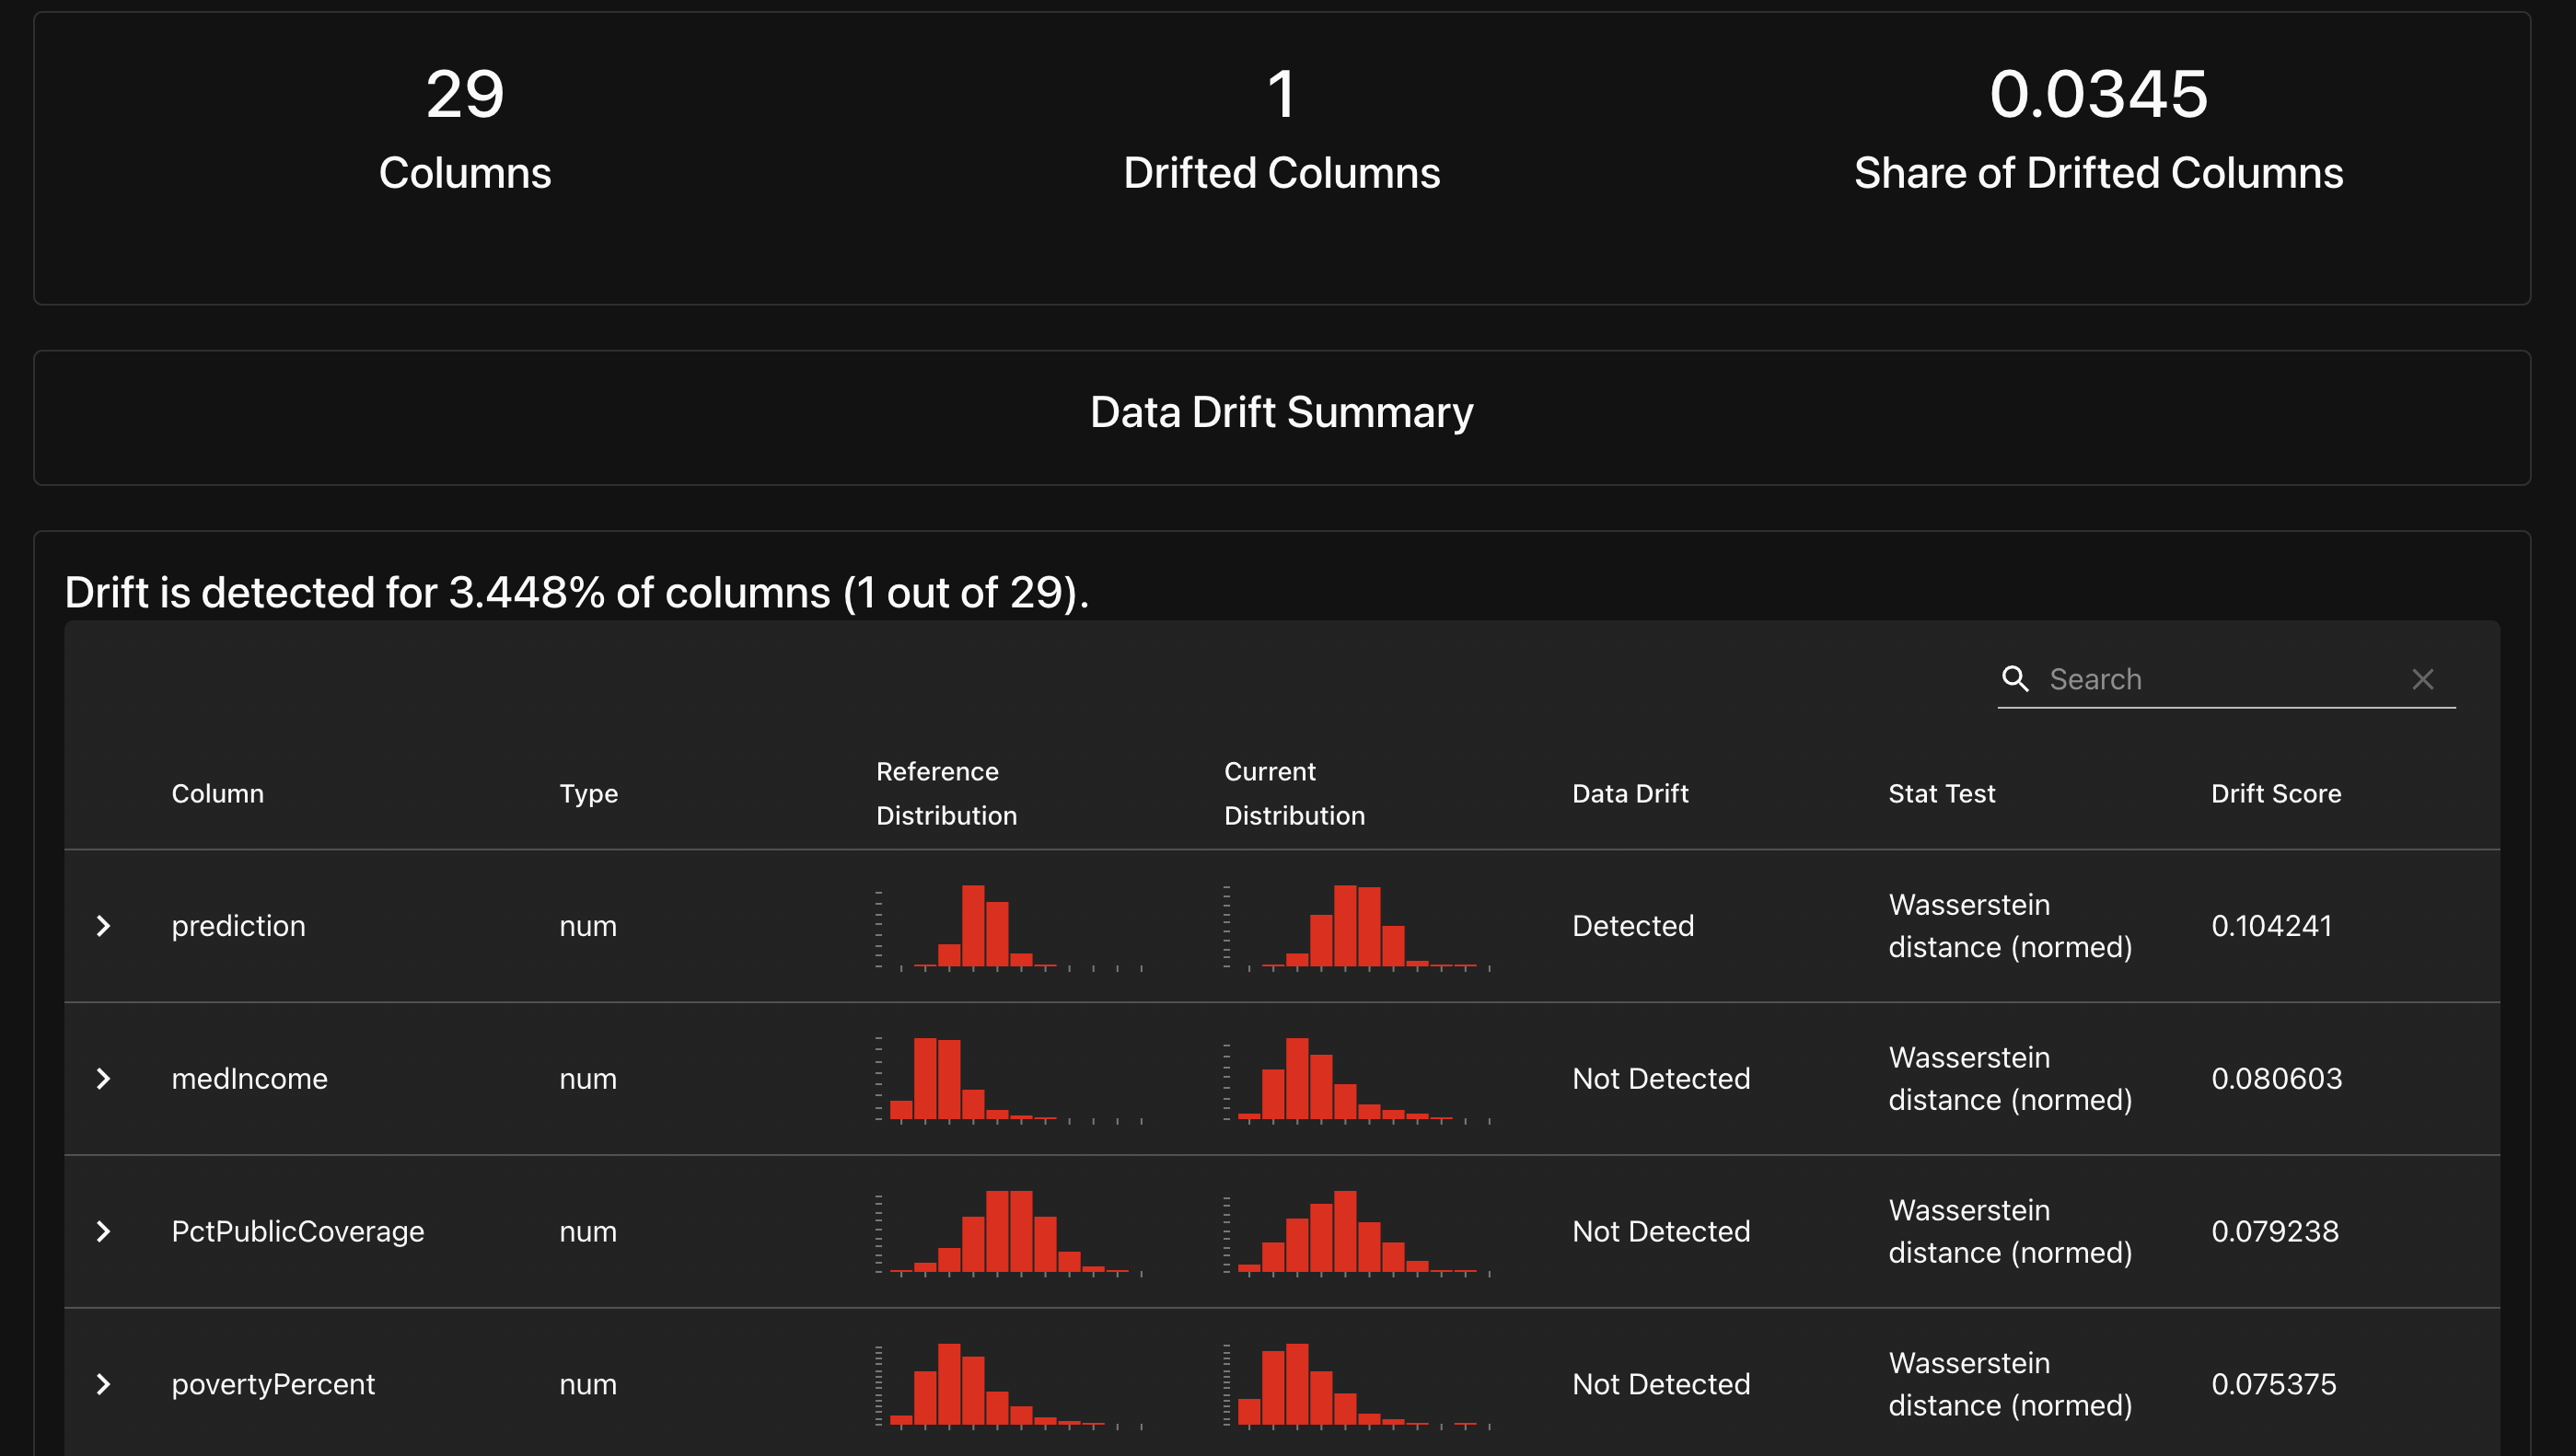 29
Columns
1
Drifted Columns
0.0345
Share of Drifted Columns
Data Drift Summary
Drift is detected for 3.448% of columns (1 out of 29).
Search
Column
Type
Reference
Distribution
Current
Distribution
Data Drift
Stat Test
Drift Score
prediction
num
Detected
Wasserstein
distance (normed)
0.104241
medIncome
num
Not Detected
Wasserstein
distance (normed)
0.080603
PctPublicCoverage
num
Not Detected
Wasserstein
distance (normed)
0.079238
povertyPercent
num
Not Detected
Wasserstein
distance (normed)
0.075375